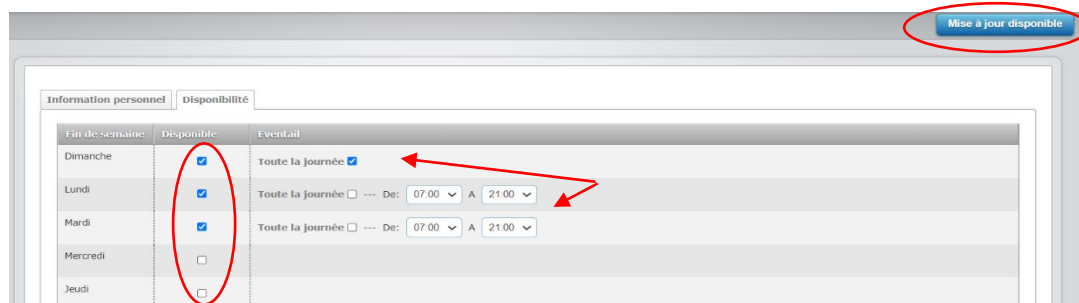 Mise à jour disponible
Information personnel Disponibilité
Fin de semaine Disponible Eventail
Dimanche Toute la journée
Lundi Toute la journée --- De: 07:00 A 21:00
Mardi Toute la journée --- De: 07:00 A 21:00
Mercredi
Jeudi